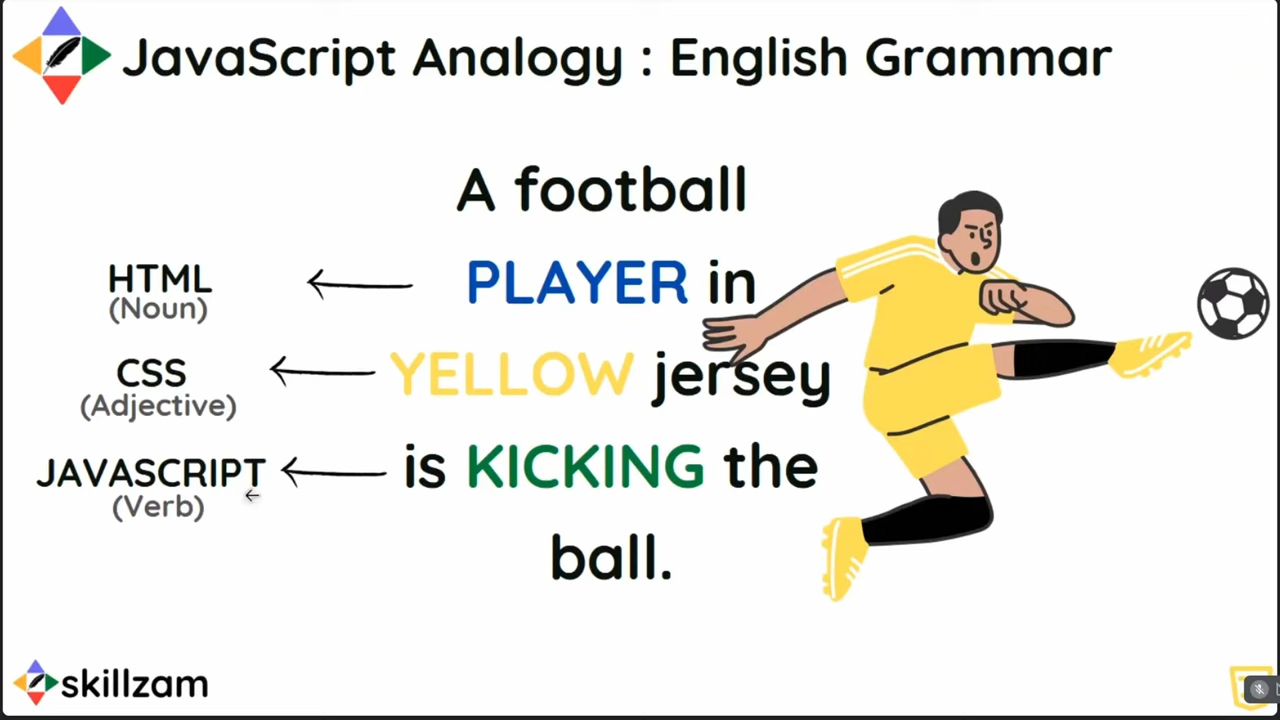 JavaScript Analogy : English Grammar
A football
HTML
(Noun)
PLAYER in
CSS
(Adjective)
YELLOW jersey
JAVASCRIPT
(Verb)
is KICKING the
ball.
skillzam